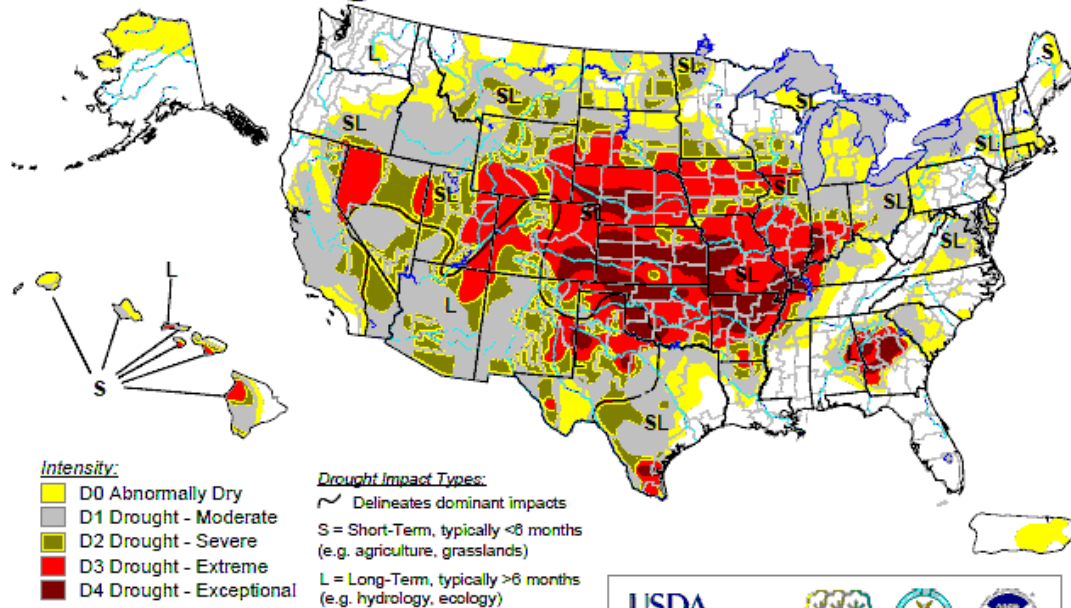 L
SL
SL
SL
SL
S
SL
SL
SL
SL
SL
SL
SL
L
L
L
SL
S
Intensity:
D0 Abnormally Dry
D1 Drought - Moderate
D2 Drought - Severe
D3 Drought - Extreme
D4 Drought - Exceptional
Drought Impact Types:
Delineates dominant impacts
S = Short-Term, typically <6 months
(e.g. agriculture, grasslands)
L = Long-Term, typically >6 months
(e.g. hydrology, ecology)
USDA